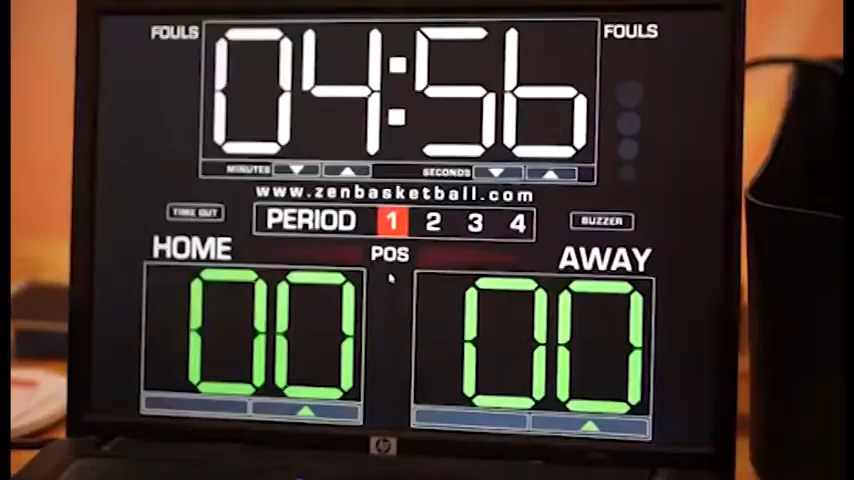 FOULS 04:56 FOULS
MINUTES SECONDS
www.zenbasketball.com
TIME OUT PERIOD 1 2 3 4 BUZZER
HOME POS AWAY
00 00
hp